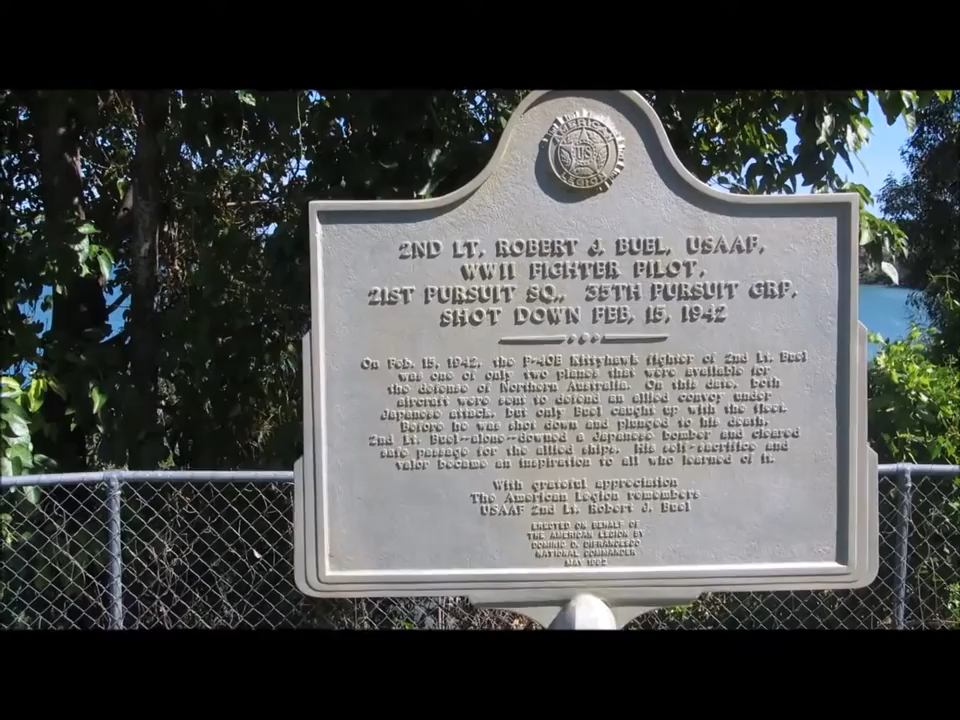 AMERICAN
U.S.
LEGION
2ND LT. ROBERT J. BUEL, USAAF,
WWII FIGHTER PILOT,
21ST PURSUIT SQ., 35TH PURSUIT GRP.
SHOT DOWN FEB. 15, 1942
On Feb. 15, 1942, the P-40E Kittyhawk fighter of 2nd Lt. Buel
was one of only two planes that were available for
the defense of Northern Australia. On this date, both
aircraft were sent to defend an allied convoy under
Japanese attack, but only Buel caught up with the fleet.
Before he was shot down and plunged to his death,
2nd Lt. Buel--alone--downed a Japanese bomber and cleared
safe passage for the allied ships. His self-sacrifice and
valor became an inspiration to all who learned of it.
With grateful appreciation
The American Legion remembers
USAAF 2nd Lt. Robert J. Buel
ERECTED ON BEHALF OF
THE AMERICAN LEGION BY
DOMINIC D. DIFRANCESCO
NATIONAL COMMANDER
MAY 1992